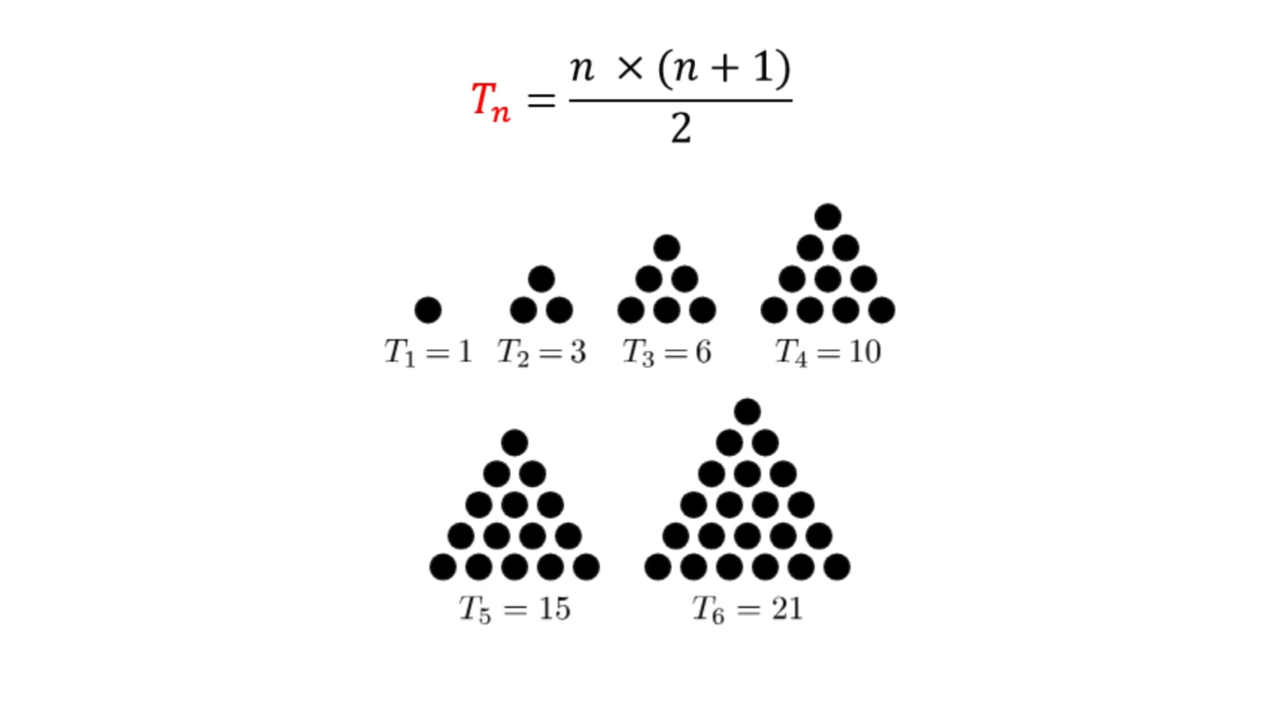 Tₙ = n × (n + 1) / 2
T₁ = 1 T₂ = 3 T₃ = 6 T₄ = 10
T₅ = 15 T₆ = 21